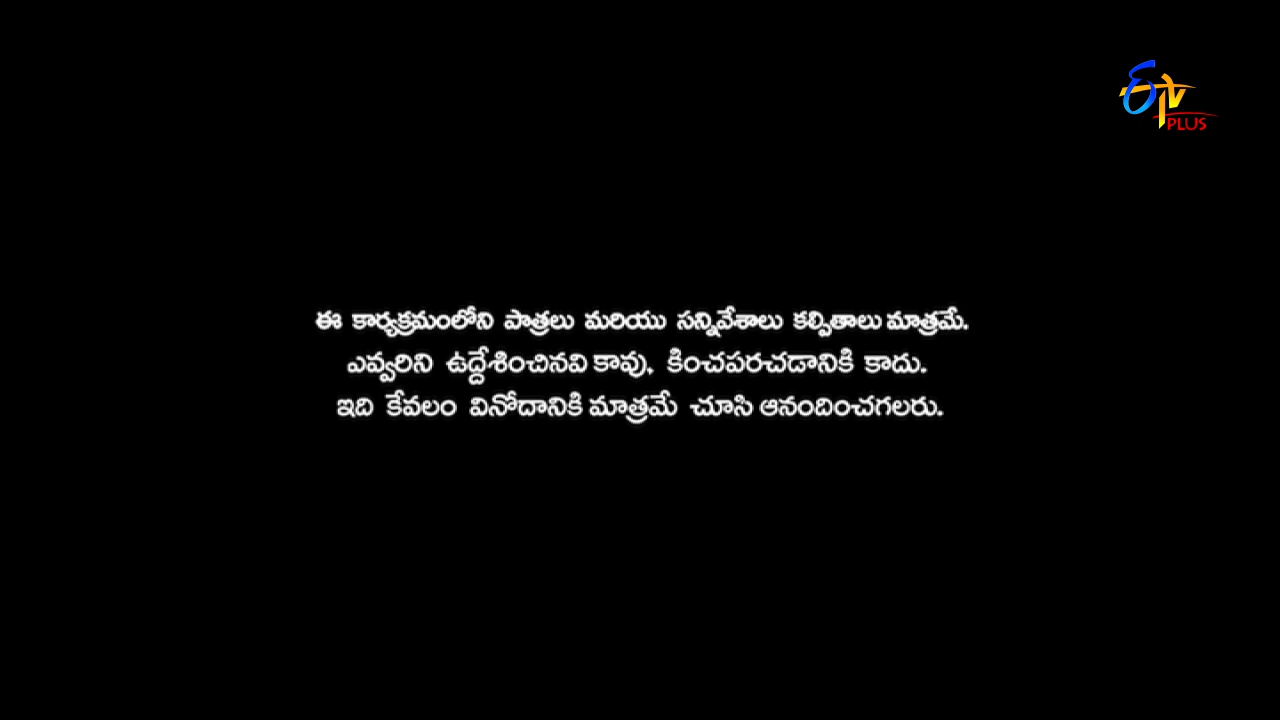 ETV
PLUS
ఈ కార్యక్రమంలోని పాత్రలు మరియు సన్నివేశాలు కల్పితాలు మాత్రమే.
ఎవ్వరిని ఉద్దేశించినవి కావు, కించపరచడానికి కాదు.
ఇది కేవలం వినోదానికి మాత్రమే చూసి ఆనందించగలరు.